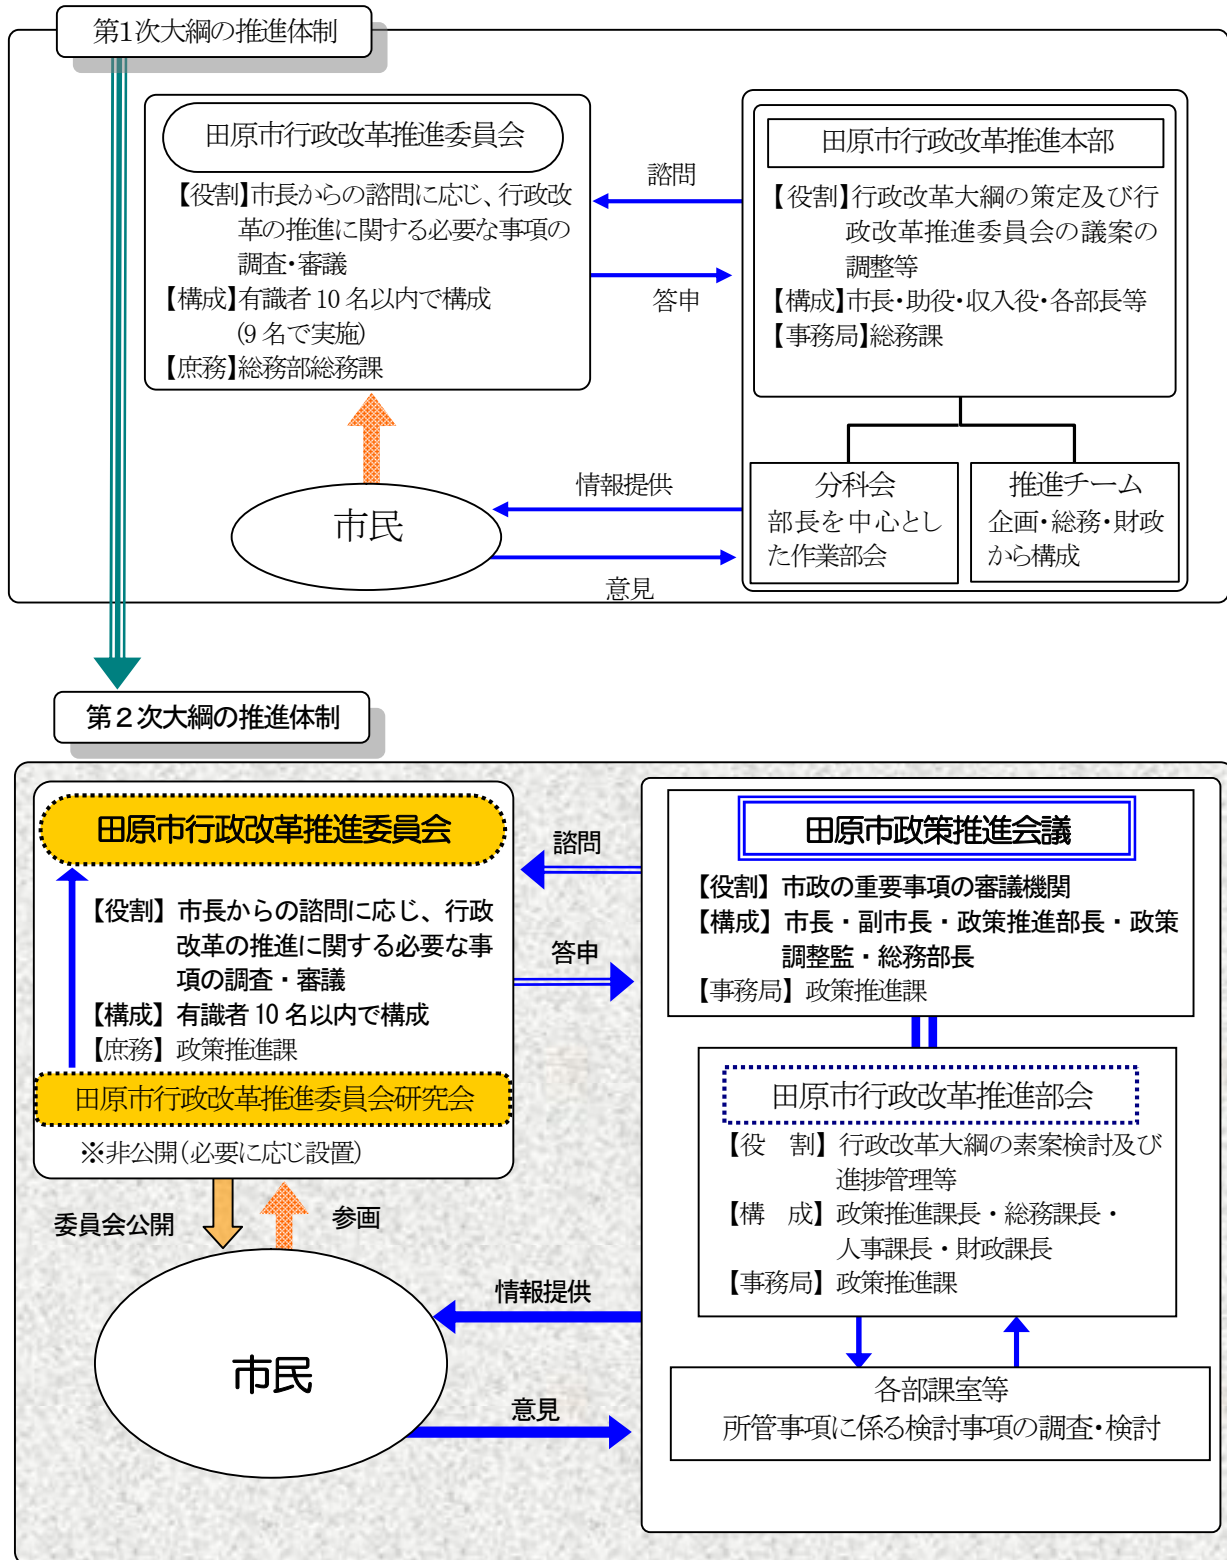 第1次大綱の推進体制
田原市行政改革推進委員会
【役割】市長からの諮問に応じ、行政改
革の推進に関する必要な事項の
調査・審議
【構成】有識者 10 名以内で構成
(9 名で実施)
【庶務】総務部総務課
諮問
答申
田原市行政改革推進本部
【役割】行政改革大綱の策定及び行
政改革推進委員会の議案の
調整等
【構成】市長・助役・収入役・各部長等
【事務局】総務課
分科会
部長を中心とし
た作業部会
推進チーム
企画・総務・財政
から構成
情報提供
市民
意見
第２次大綱の推進体制
田原市行政改革推進委員会
【役割】市長からの諮問に応じ、行政
改革の推進に関する必要な事
項の調査・審議
【構成】有識者 10 名以内で構成
【庶務】政策推進課
田原市行政改革推進委員会研究会
※非公開(必要に応じ設置)
諮問
答申
田原市政策推進会議
【役割】市政の重要事項の審議機関
【構成】市長・副市長・政策推進部長・政策
調整監・総務部長
【事務局】政策推進課
田原市行政改革推進部会
【役　割】行政改革大綱の素案検討及び
進捗管理等
【構　成】政策推進課長・総務課長・
人事課長・財政課長
【事務局】政策推進課
委員会公開
参画
情報提供
市民
意見
各部課室等
所管事項に係る検討事項の調査・検討